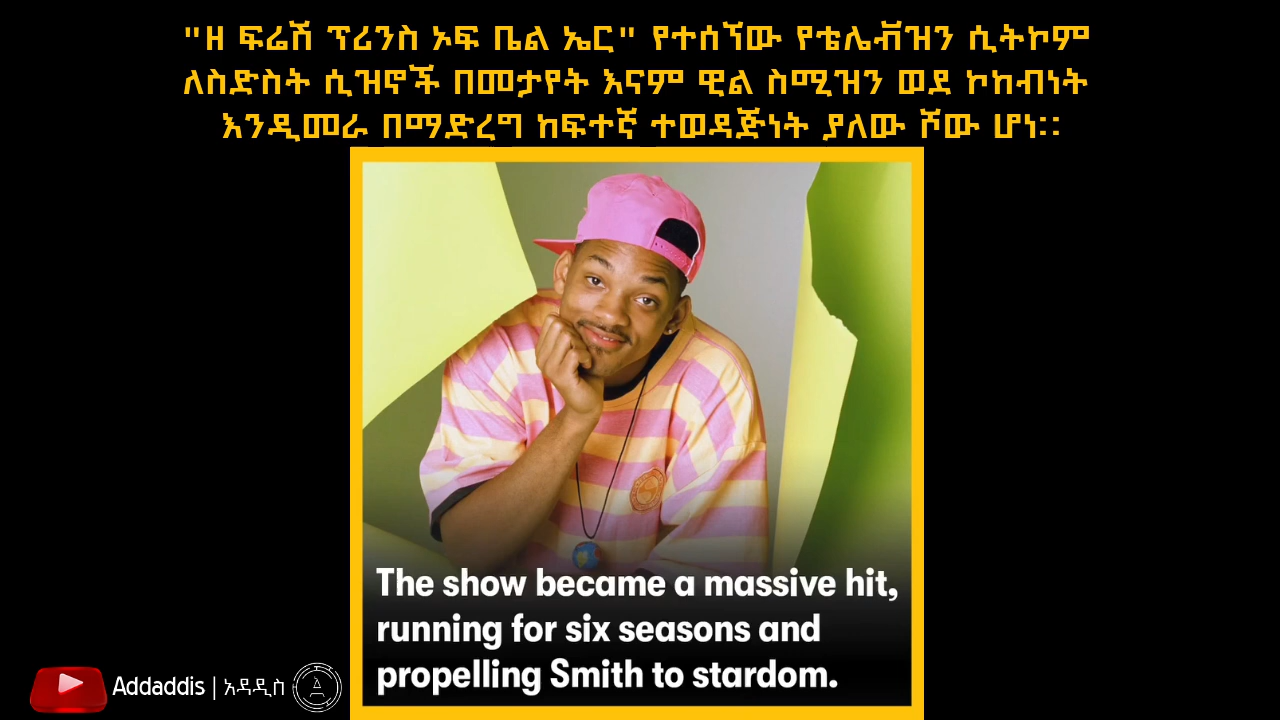 "ዘ ፍሬሽ ፕሪንስ ኦፍ ቤል ኤር" የተሰኘው የቴሌቭዝን ሲትኮም
ለስድስት ሲዝኖች በመታየት እናም ዊል ስሚዝን ወደ ኮከብነት
እንዲመራ በማድረግ ከፍተኛ ተወዳጅነት ያለው ሾው ሆነ::
The show became a massive hit,
running for six seasons and
propelling Smith to stardom.
Addaddis | አዳዲስ